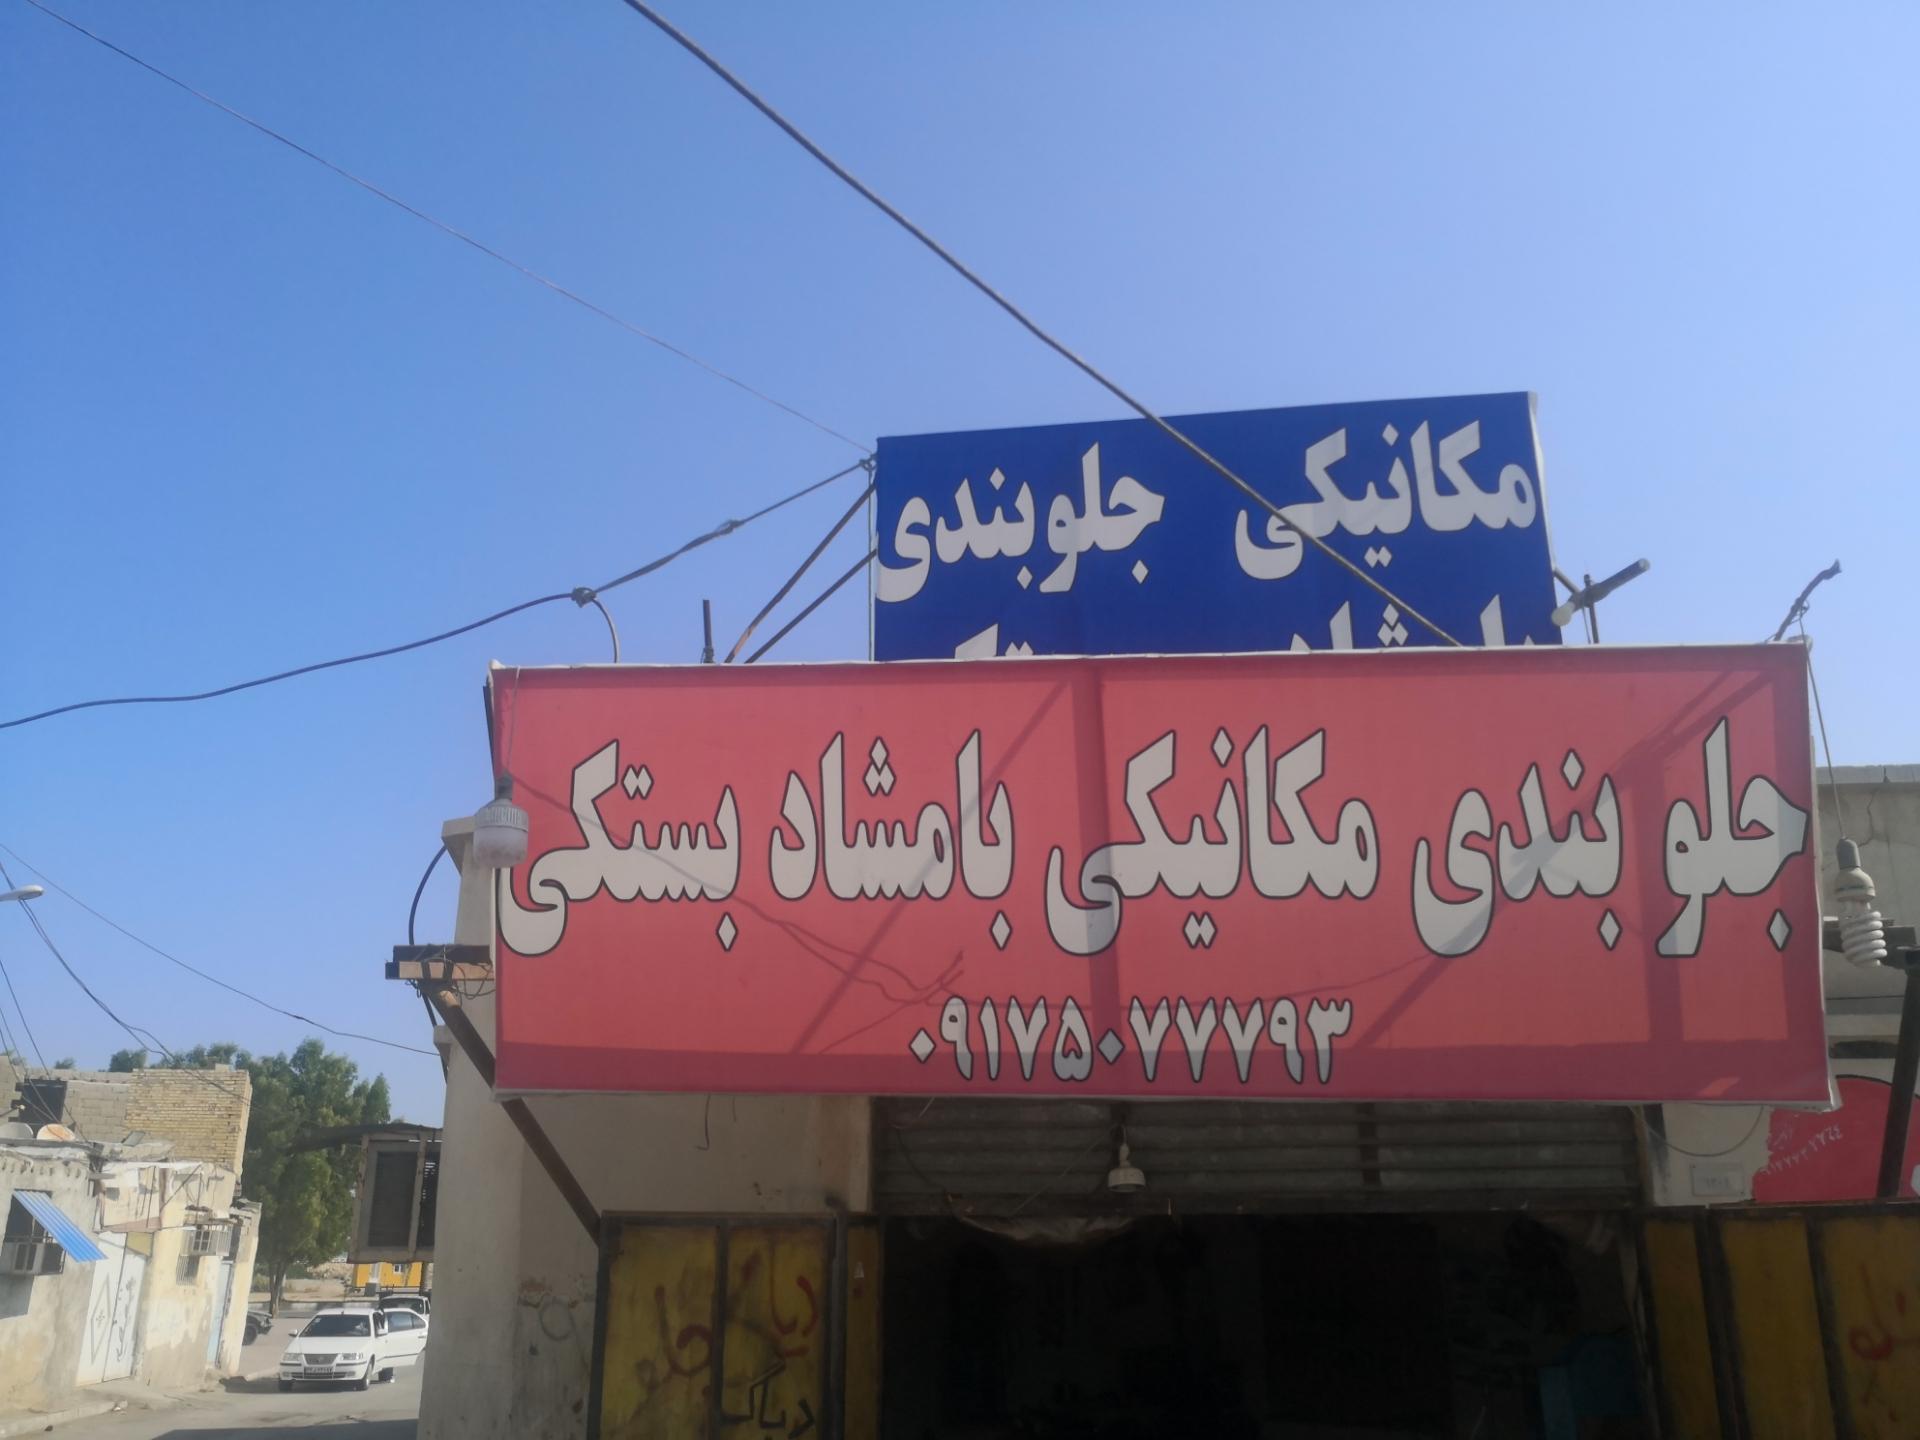 مکانیکی جلوبندی
جلو بندی مکانیکی بامشاد بستکی
۰۹۱۷۵۰۷۷۷۹۳